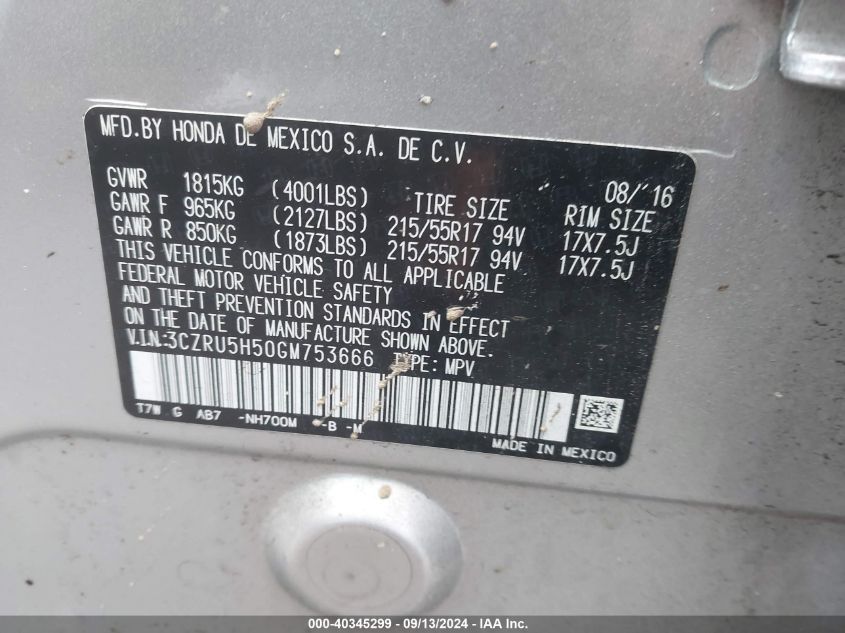 MFD.BY HONDA DE MEXICO S.A. DE C.V.
08/'16
GVWR 1815KG (4001LBS) TIRE SIZE RIM SIZE
GAWR F 965KG (2127LBS) 215/55R17 94V 17X7.5J
GAWR R 850KG (1873LBS) 215/55R17 94V 17X7.5J
THIS VEHICLE CONFORMS TO ALL APPLICABLE
FEDERAL MOTOR VEHICLE SAFETY
AND THEFT PREVENTION STANDARDS IN EFFECT
ON THE DATE OF MANUFACTURE SHOWN ABOVE.
V.I.N.:3CZRU5H50GM753666 TYPE: MPV
T7W G AB7 -NH700M -B -M
MADE IN MEXICO
000-40345299 - 09/13/2024 - IAA Inc.